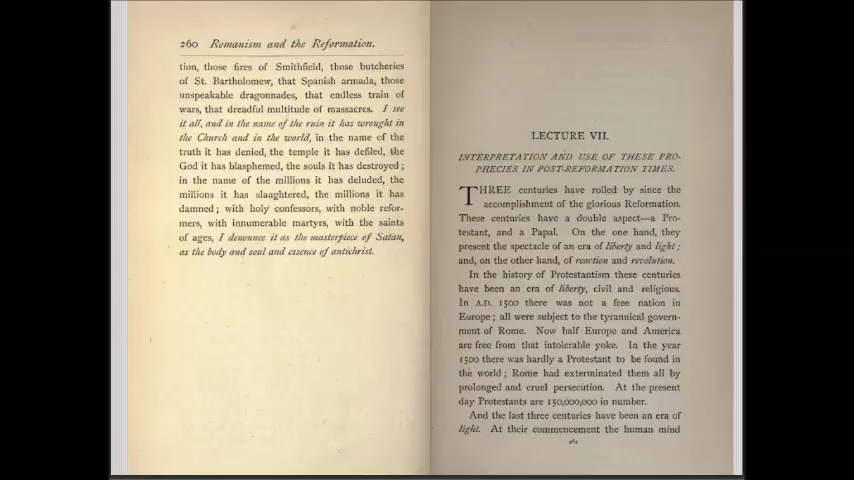 260 Romanism and the Reformation.
tion, those fires of Smithfield, those butcheries
of St. Bartholomew, that Spanish armada, those
unspeakable dragonnades, that endless train of
wars, that dreadful multitude of massacres. I see
it all, and in the name of the ruin it has wrought in
the Church and in the world, in the name of the
truth it has denied, the temple it has defiled, the
God it has blasphemed, the souls it has destroyed;
in the name of the millions it has deluded, the
millions it has slaughtered, the millions it has
damned; with holy confessors, with noble refor-
mers, with innumerable martyrs, with the saints
of ages, I denounce it as the masterpiece of Satan,
as the body and soul and essence of antichrist.
LECTURE VII.
INTERPRETATION AND USE OF THESE PRO-
PHECIES IN POST-REFORMATION TIMES.
THREE centuries have rolled by since the
accomplishment of the glorious Reformation.
These centuries have a double aspect—a Pro-
testant, and a Papal. On the one hand, they
present the spectacle of an era of liberty and light;
and, on the other hand, of reaction and revolution.
In the history of Protestantism these centuries
have been an era of liberty, civil and religious.
In A.D. 1500 there was not a free nation in
Europe; all were subject to the tyrannical govern-
ment of Rome. Now half Europe and America
are free from that intolerable yoke. In the year
1500 there was hardly a Protestant to be found in
the world; Rome had exterminated them all by
prolonged and cruel persecution. At the present
day Protestants are 150,000,000 in number.
And the last three centuries have been an era of
light. At their commencement the human mind
261